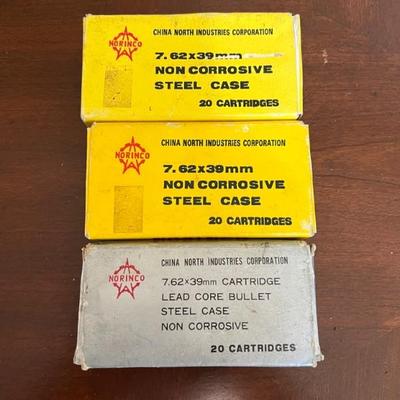 CHINA NORTH INDUSTRIES CORPORATION
NORINCO
7.62x39mm
NON CORROSIVE
STEEL CASE
20 CARTRIDGES
CHINA NORTH INDUSTRIES CORPORATION
NORINCO
7.62x39mm
NON CORROSIVE
STEEL CASE
20 CARTRIDGES
CHINA NORTH INDUSTRIES CORPORATION
NORINCO
7.62x39mm CARTRIDGE
LEAD CORE BULLET
STEEL CASE
NON CORROSIVE
20 CARTRIDGES